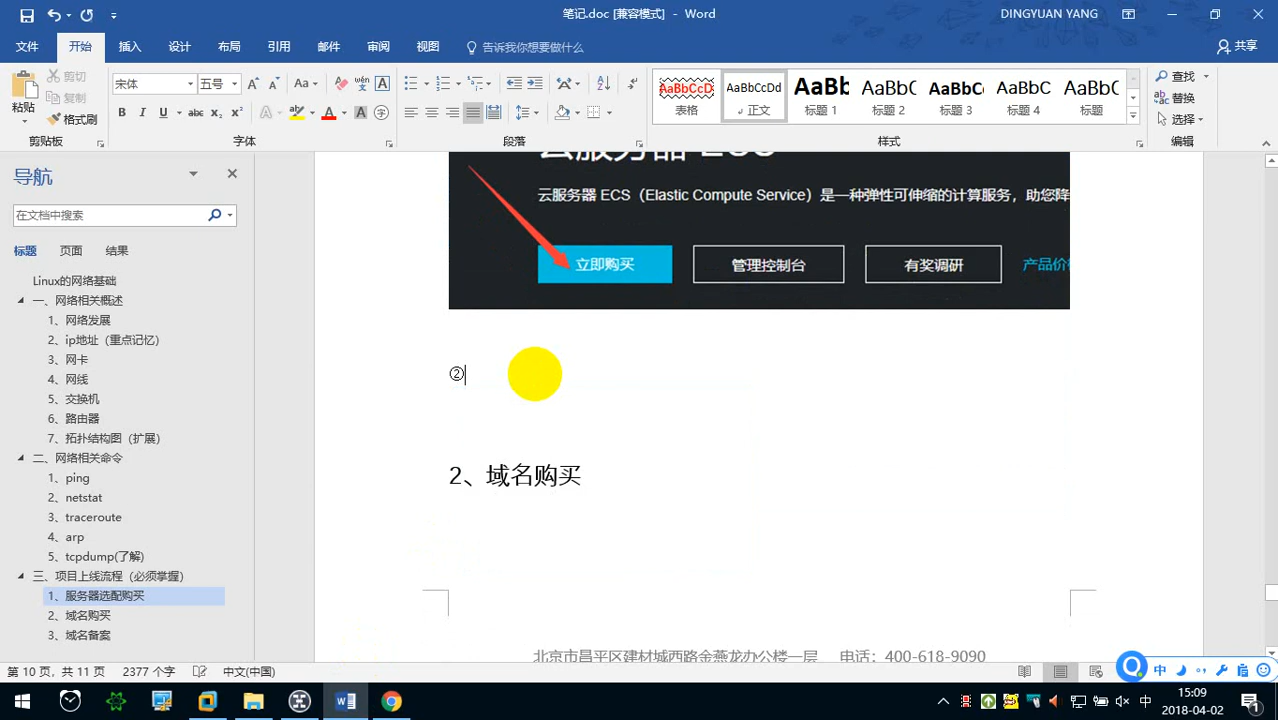 笔记.doc [兼容模式] - Word
DINGYUAN YANG
文件 开始 插入 设计 布局 引用 邮件 审阅 视图 告诉我你想要做什么 共享
粘贴
剪切
复制
格式刷
剪贴板
宋体 五号
字体
段落
AaBbCcD 表格
AaBbCcDd 正文
AaBb 标题 1
AaBbC 标题 2
AaBbC 标题 3
AaBbC 标题 4
AaBbC 标题
样式
查找
替换
选择
编辑
导航
在文档中搜索
标题 页面 结果
Linux的网络基础
一、网络相关概述
1、网络发展
2、ip地址（重点记忆）
3、网卡
4、网线
5、交换机
6、路由器
7、拓扑结构图（扩展）
二、网络相关命令
1、ping
2、netstat
3、traceroute
4、arp
5、tcpdump(了解)
三、项目上线流程（必须掌握）
1、服务器选配购买
2、域名购买
3、域名备案
云服务器 ECS
云服务器 ECS（Elastic Compute Service）是一种弹性可伸缩的计算服务，助您降
立即购买 管理控制台 有奖调研 产品价
②
2、域名购买
北京市昌平区建材城西路金燕龙办公楼一层 电话：400-618-9090
第 10 页，共 11 页 2377 个字 中文(中国)
中
中
15:09
2018-04-02